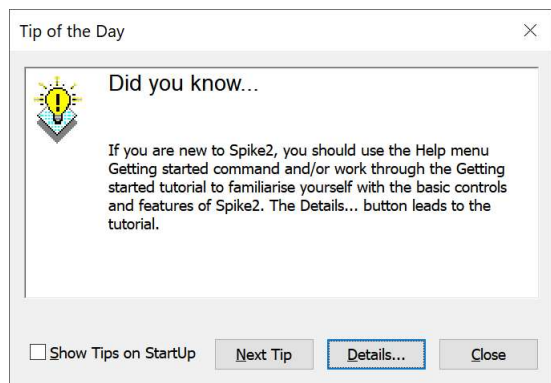 Tip of the Day
Did you know...
If you are new to Spike2, you should use the Help menu
Getting started command and/or work through the Getting
started tutorial to familiarise yourself with the basic controls
and features of Spike2. The Details... button leads to the
tutorial.
Show Tips on StartUp Next Tip Details... Close